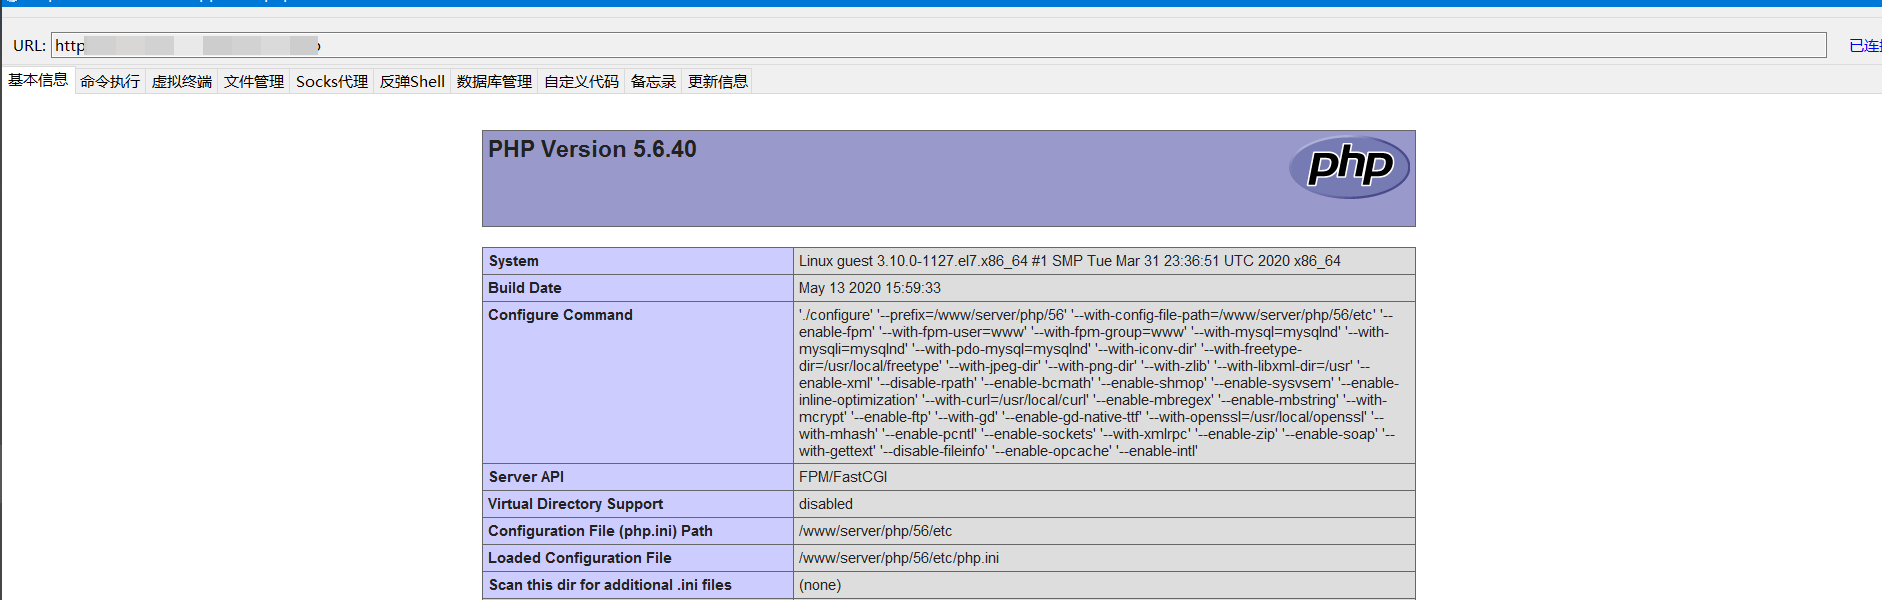 URL: http
已连
基本信息 命令执行 虚拟终端 文件管理 Socks代理 反弹Shell 数据库管理 自定义代码 备忘录 更新信息
PHP Version 5.6.40
php
System Linux guest 3.10.0-1127.el7.x86_64 #1 SMP Tue Mar 31 23:36:51 UTC 2020 x86_64
Build Date May 13 2020 15:59:33
Configure Command './configure' '--prefix=/www/server/php/56' '--with-config-file-path=/www/server/php/56/etc' '--
enable-fpm' '--with-fpm-user=www' '--with-fpm-group=www' '--with-mysql=mysqlnd' '--with-
mysqli=mysqlnd' '--with-pdo-mysql=mysqlnd' '--with-iconv-dir' '--with-freetype-
dir=/usr/local/freetype' '--with-jpeg-dir' '--with-png-dir' '--with-zlib' '--with-libxml-dir=/usr' '--
enable-xml' '--disable-rpath' '--enable-bcmath' '--enable-shmop' '--enable-sysvsem' '--enable-
inline-optimization' '--with-curl=/usr/local/curl' '--enable-mbregex' '--enable-mbstring' '--with-
mcrypt' '--enable-ftp' '--with-gd' '--enable-gd-native-ttf' '--with-openssl=/usr/local/openssl' '--
with-mhash' '--enable-pcntl' '--enable-sockets' '--with-xmlrpc' '--enable-zip' '--enable-soap' '--
with-gettext' '--disable-fileinfo' '--enable-opcache' '--enable-intl'
Server API FPM/FastCGI
Virtual Directory Support disabled
Configuration File (php.ini) Path /www/server/php/56/etc
Loaded Configuration File /www/server/php/56/etc/php.ini
Scan this dir for additional .ini files (none)